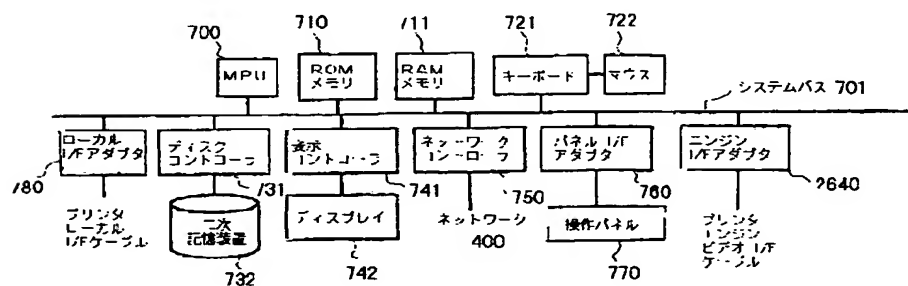 700
710
711
721
722
MPU
ROM
メモリ
RAM
メモリ
キーボード
マウス
システムバス 701
ローカル
I/Fアダプタ
ディスク
コントローラ
表示
コントローラ
ネットワーク
コントローラ
パネル I/F
アダプタ
エンジン
I/Fアダプタ
780
731
741
750
760
2640
プリンタ
ローカル
I/Fケーブル
二次
記憶装置
732
ディスプレイ
742
ネットワーク
400
操作パネル
770
プリンタ
エンジン
ビデオ I/F
ケーブル